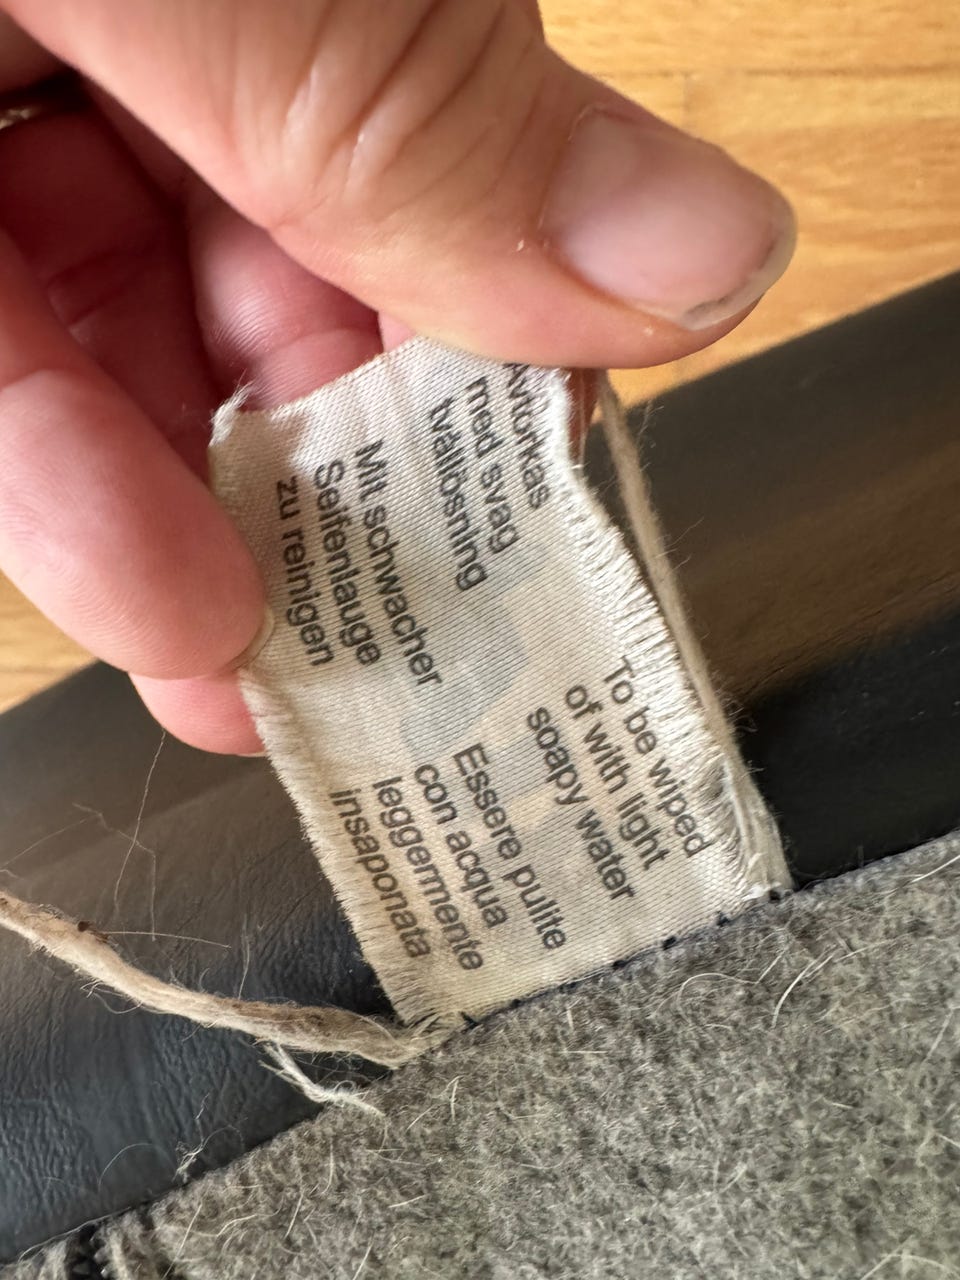 Avtorkas
med svag
tvållösning
Mit schwacher
Seifenlauge
zu reinigen
To be wiped
of with light
soapy water
Essere pulite
con acqua
leggermente
insaponata